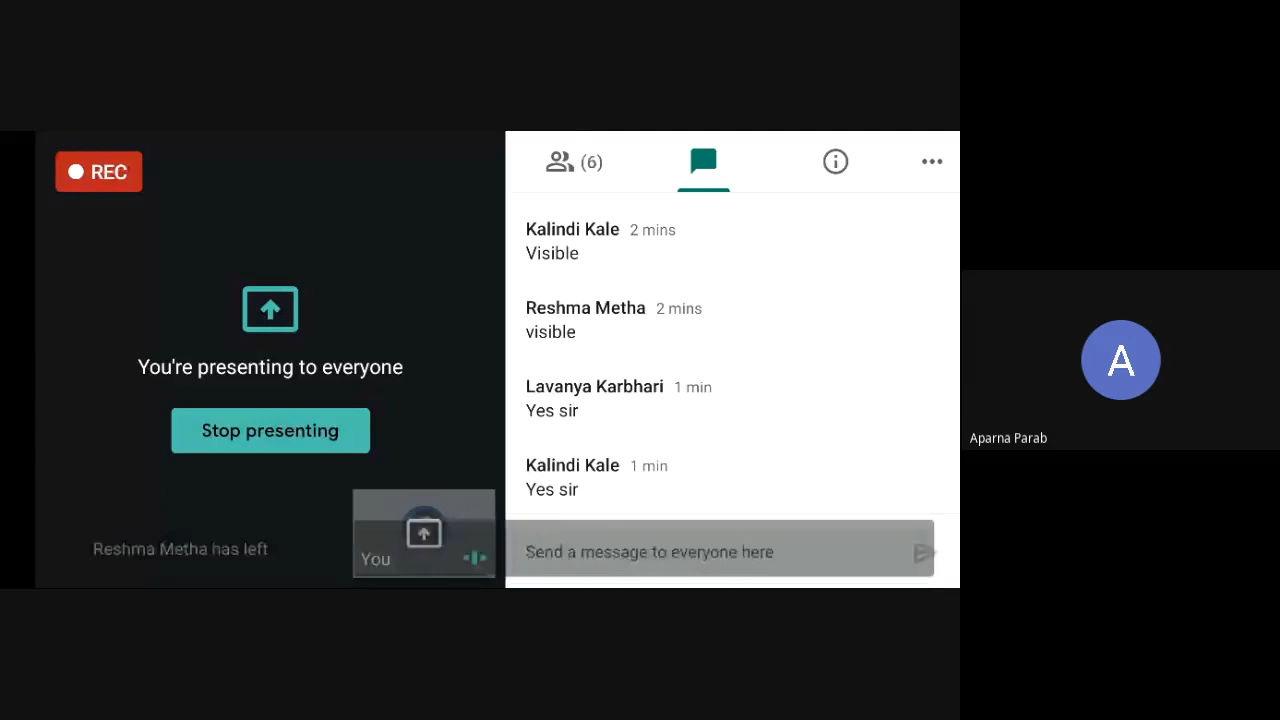 REC
You're presenting to everyone
Stop presenting
Reshma Metha has left
You
(6)
Kalindi Kale 2 mins
Visible
Reshma Metha 2 mins
visible
Lavanya Karbhari 1 min
Yes sir
Kalindi Kale 1 min
Yes sir
Send a message to everyone here
A
Aparna Parab